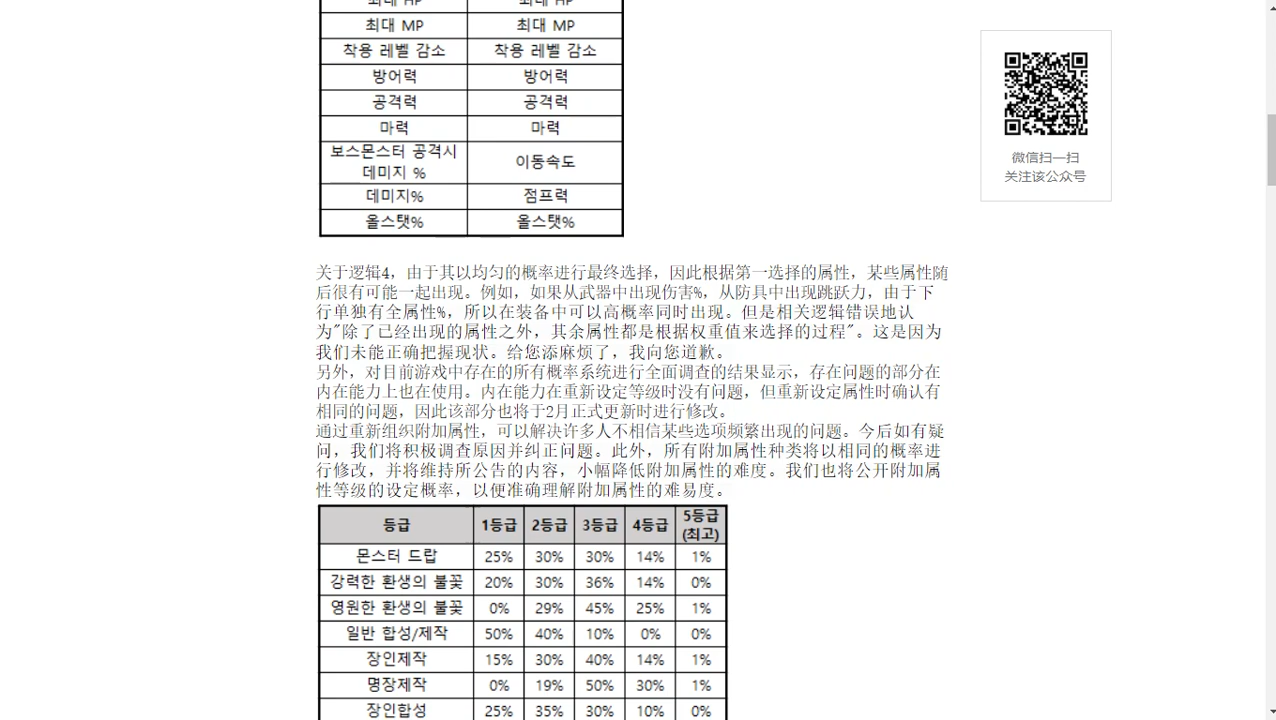 최대 HP 최대 HP
최대 MP 최대 MP
착용 레벨 감소 착용 레벨 감소
방어력 방어력
공격력 공격력
마력 마력
보스몬스터 공격시
데미지 % 이동속도
데미지% 점프력
올스탯% 올스탯%
微信扫一扫
关注该公众号
关于逻辑4，由于其以均匀的概率进行最终选择，因此根据第一选择的属性，某些属性随
后很有可能一起出现。例如，如果从武器中出现伤害%，从防具中出现跳跃力，由于下
行单独有全属性%，所以在装备中可以高概率同时出现。但是相关逻辑错误地认
为"除了已经出现的属性之外，其余属性都是根据权重值来选择的过程"。这是因为
我们未能正确把握现状。给您添麻烦了，我向您道歉。
另外，对目前游戏中存在的所有概率系统进行全面调查的结果显示，存在问题的部分在
内在能力上也在使用。内在能力在重新设定等级时没有问题，但重新设定属性时确认有
相同的问题，因此该部分也将于2月正式更新时进行修改。
通过重新组织附加属性，可以解决许多人不相信某些选项频繁出现的问题。今后如有疑
问，我们将积极调查原因并纠正问题。此外，所有附加属性种类将以相同的概率进
行修改，并将维持所公告的内容，小幅降低附加属性的难度。我们也将公开附加属
性等级的设定概率，以便准确理解附加属性的难易度。
등급 1등급 2등급 3등급 4등급 5등급
(최고)
몬스터 드랍 25% 30% 30% 14% 1%
강력한 환생의 불꽃 20% 30% 36% 14% 0%
영원한 환생의 불꽃 0% 29% 45% 25% 1%
일반 합성/제작 50% 40% 10% 0% 0%
장인제작 15% 30% 40% 14% 1%
명장제작 0% 19% 50% 30% 1%
장인합성 25% 35% 30% 10% 0%